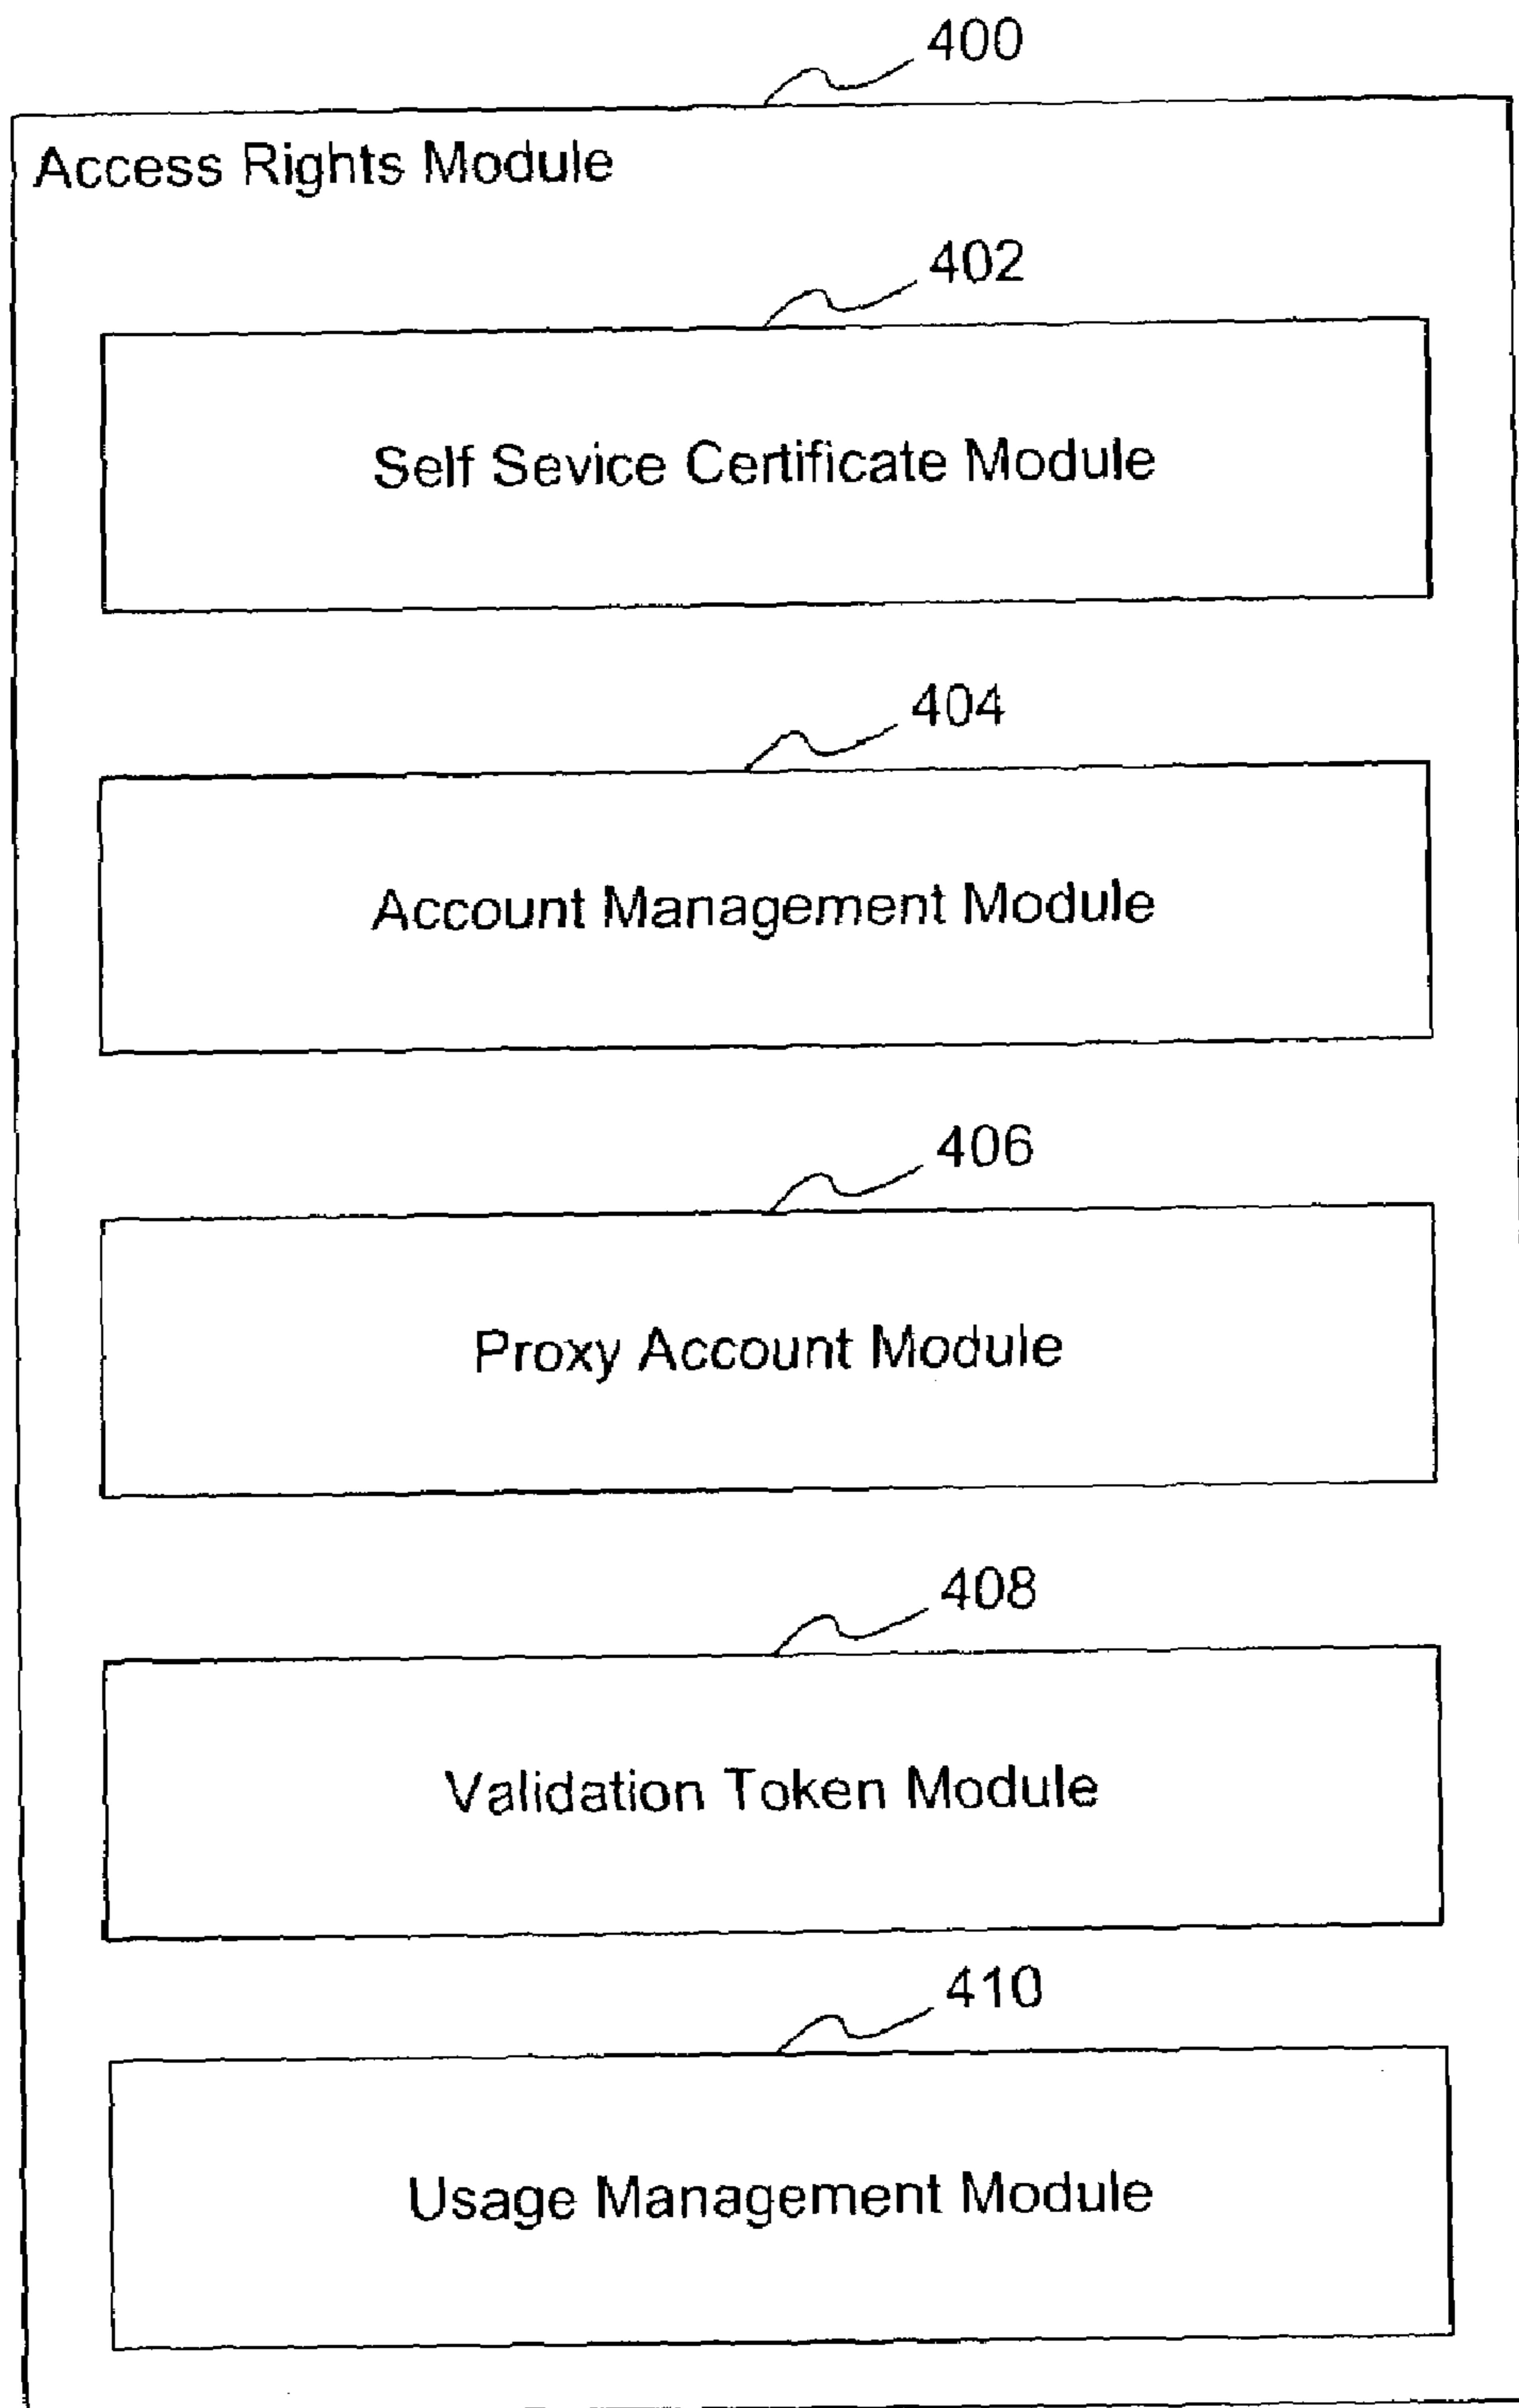 400
Access Rights Module
402
Self Sevice Certificate Module
404
Account Management Module
406
Proxy Account Module
408
Validation Token Module
410
Usage Management Module